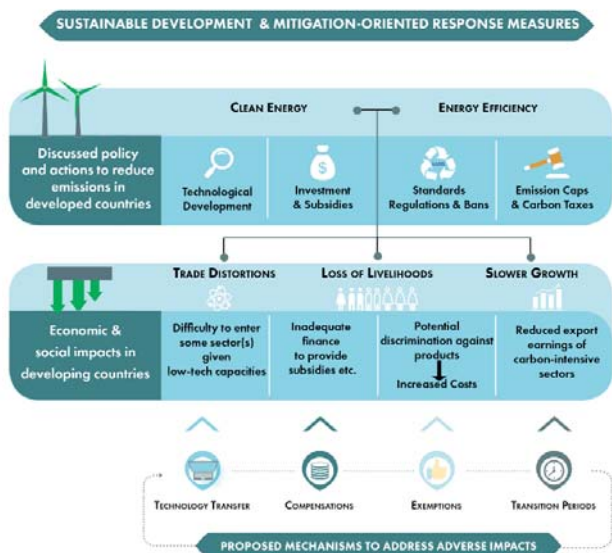 SUSTAINABLE DEVELOPMENT & MITIGATION-ORIENTED RESPONSE MEASURES
CLEAN ENERGY
ENERGY EFFICIENCY
Discussed policy
and actions to reduce
emissions in
developed countries
Technological
Development
Investment
& Subsidies
Standards
Regulations & Bans
Emission Caps
& Carbon Taxes
TRADE DISTORTIONS
LOSS OF LIVELIHOODS
SLOWER GROWTH
Economic &
social impacts in
developing countries
Difficulty to enter
some sector(s)
given
low-tech capacities
Inadequate
finance
to provide
subsidies etc.
Potential
discrimination against
products
Increased Costs
Reduced export
earnings of
carbon-intensive
sectors
TECHNOLOGY TRANSFER
COMPENSATIONS
EXEMPTIONS
TRANSITION PERIODS
PROPOSED MECHANISMS TO ADDRESS ADVERSE IMPACTS